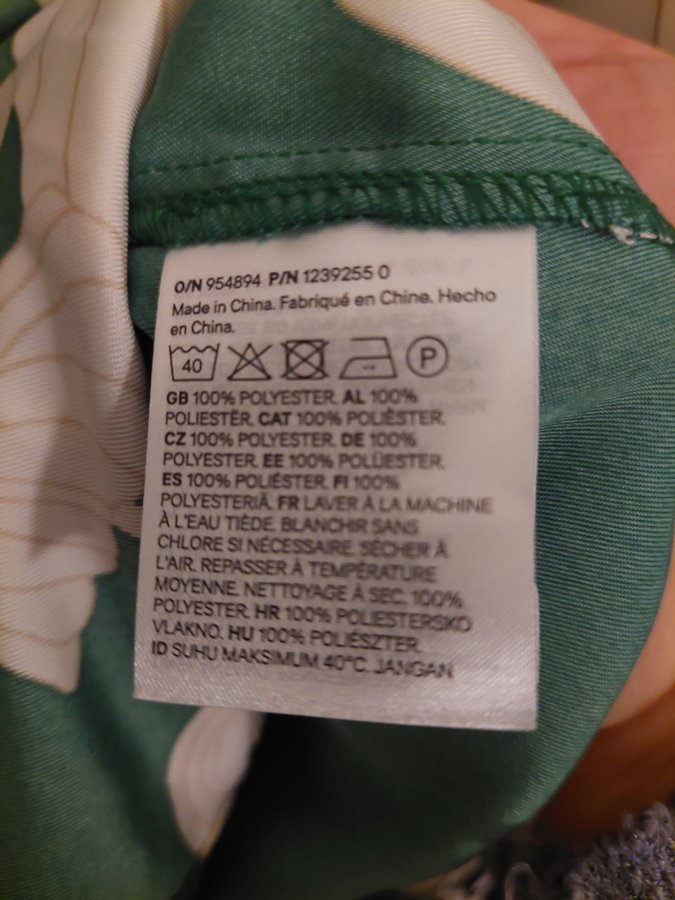 O/N 954894 P/N 1239255 0
Made in China. Fabriqué en Chine. Hecho
en China.
40 P
GB 100% POLYESTER. AL 100%
POLIESTËR. CAT 100% POLIÈSTER.
CZ 100% POLYESTER. DE 100%
POLYESTER. EE 100% POLÜESTER.
ES 100% POLIÉSTER. FI 100%
POLYESTERIÄ. FR LAVER À LA MACHINE
À L'EAU TIÈDE. BLANCHIR SANS
CHLORE SI NÉCESSAIRE. SÉCHER À
L'AIR. REPASSER À TEMPÉRATURE
MOYENNE. NETTOYAGE À SEC. 100%
POLYESTER. HR 100% POLIESTERSKO
VLAKNO. HU 100% POLIÉSZTER.
ID SUHU MAKSIMUM 40°C. JANGAN